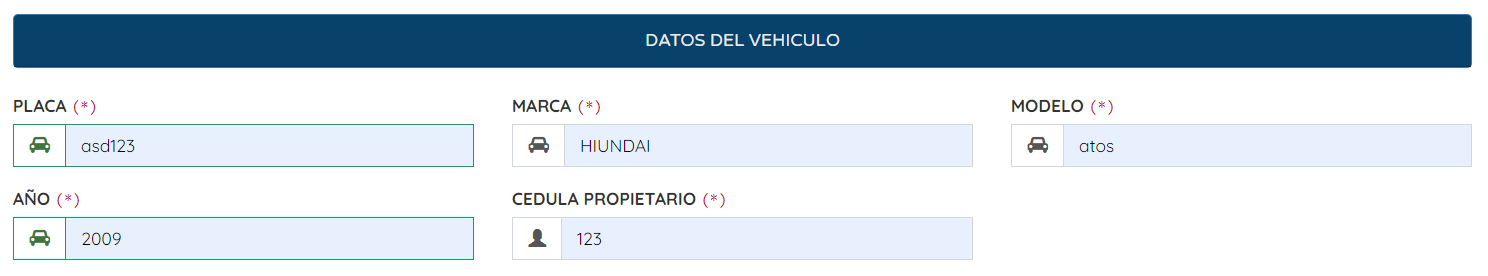 DATOS DEL VEHICULO
PLACA (*) MARCA (*) MODELO (*)
asd123 HIUNDAI atos
AÑO (*) CEDULA PROPIETARIO (*)
2009 123